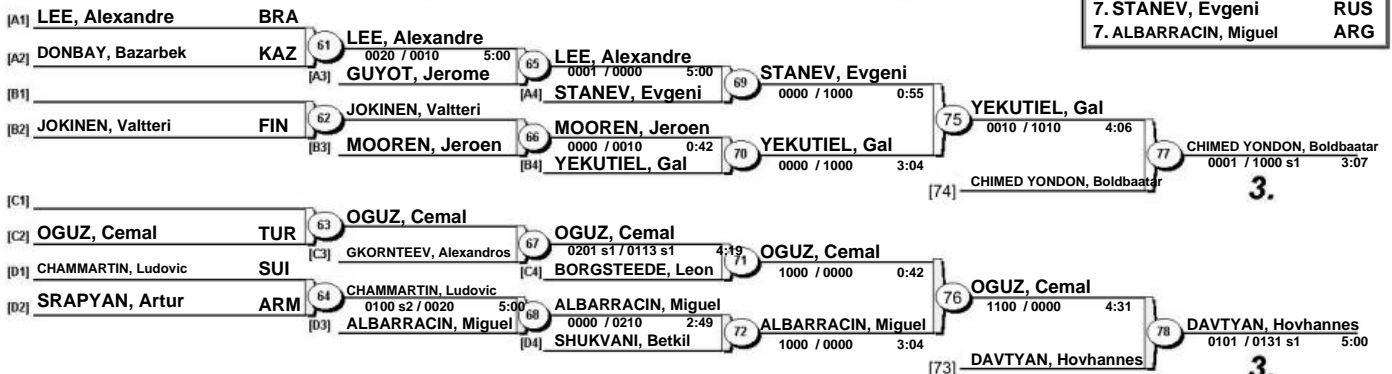 7. STANEV, Evgeni RUS
7. ALBARRACIN, Miguel ARG
[A1] LEE, Alexandre BRA
[A2] DONBAY, Bazarbek KAZ
61
LEE, Alexandre
0020 / 0010 5:00
[A3] GUYOT, Jerome
65
LEE, Alexandre
0001 / 0000 5:00
[A4] STANEV, Evgeni
69
STANEV, Evgeni
0000 / 1000 0:55
[B1]
[B2] JOKINEN, Valtteri FIN
62
JOKINEN, Valtteri
[B3] MOOREN, Jeroen
66
MOOREN, Jeroen
0000 / 0010 0:42
[B4] YEKUTIEL, Gal
70
YEKUTIEL, Gal
0000 / 1000 3:04
75
YEKUTIEL, Gal
0010 / 1010 4:06
[74] CHIMED YONDON, Boldbaatar
77
CHIMED YONDON, Boldbaatar
0001 / 1000 s1 3:07
3.
[C1]
[C2] OGUZ, Cemal TUR
63
OGUZ, Cemal
[C3] GKORNTEEV, Alexandros
67
OGUZ, Cemal
0201 s1 / 0113 s1 4:19
[C4] BORGSTEEDE, Leon
71
OGUZ, Cemal
1000 / 0000 0:42
[D1] CHAMMARTIN, Ludovic SUI
[D2] SRAPYAN, Artur ARM
64
CHAMMARTIN, Ludovic
0100 s2 / 0020 5:00
[D3] ALBARRACIN, Miguel
68
ALBARRACIN, Miguel
0000 / 0210 2:49
[D4] SHUKVANI, Betkil
72
ALBARRACIN, Miguel
1000 / 0000 3:04
76
OGUZ, Cemal
1100 / 0000 4:31
[73] DAVTYAN, Hovhannes
78
DAVTYAN, Hovhannes
0101 / 0131 s1 5:00
3.